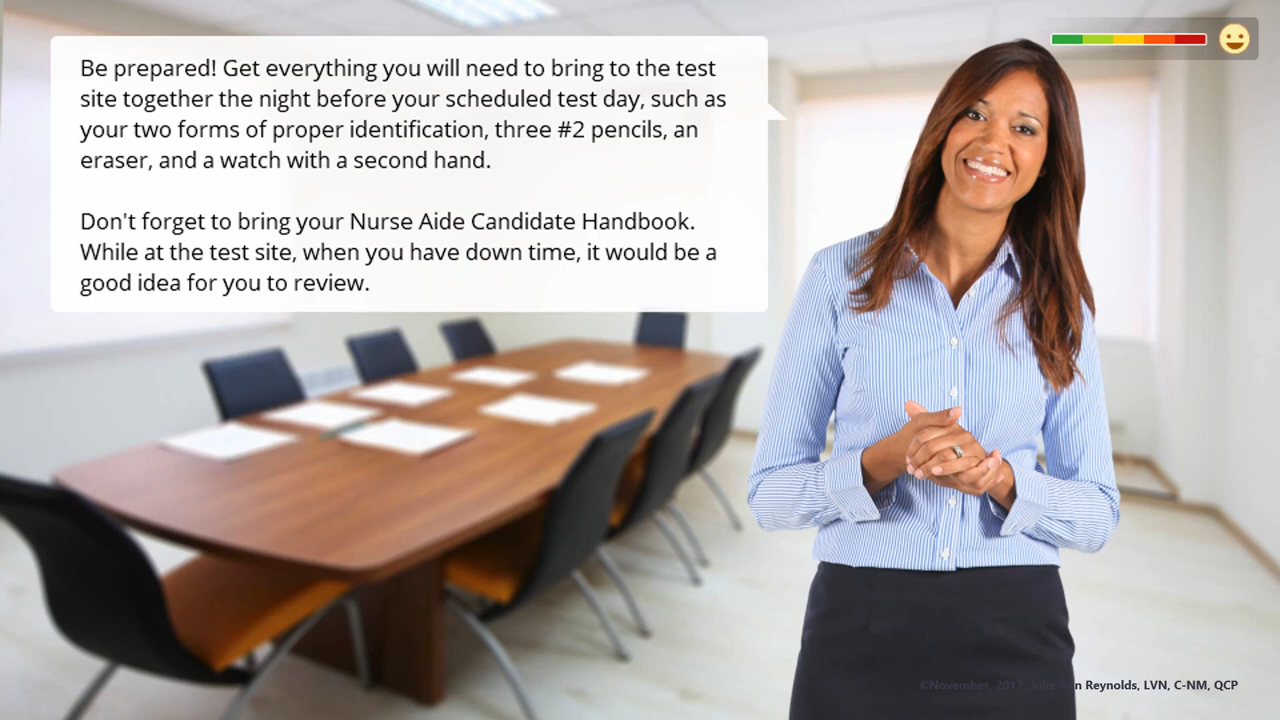 Be prepared! Get everything you will need to bring to the test
site together the night before your scheduled test day, such as
your two forms of proper identification, three #2 pencils, an
eraser, and a watch with a second hand.
Don't forget to bring your Nurse Aide Candidate Handbook.
While at the test site, when you have down time, it would be a
good idea for you to review.
©November, 2017, Julie Ann Reynolds, LVN, C-NM, QCP